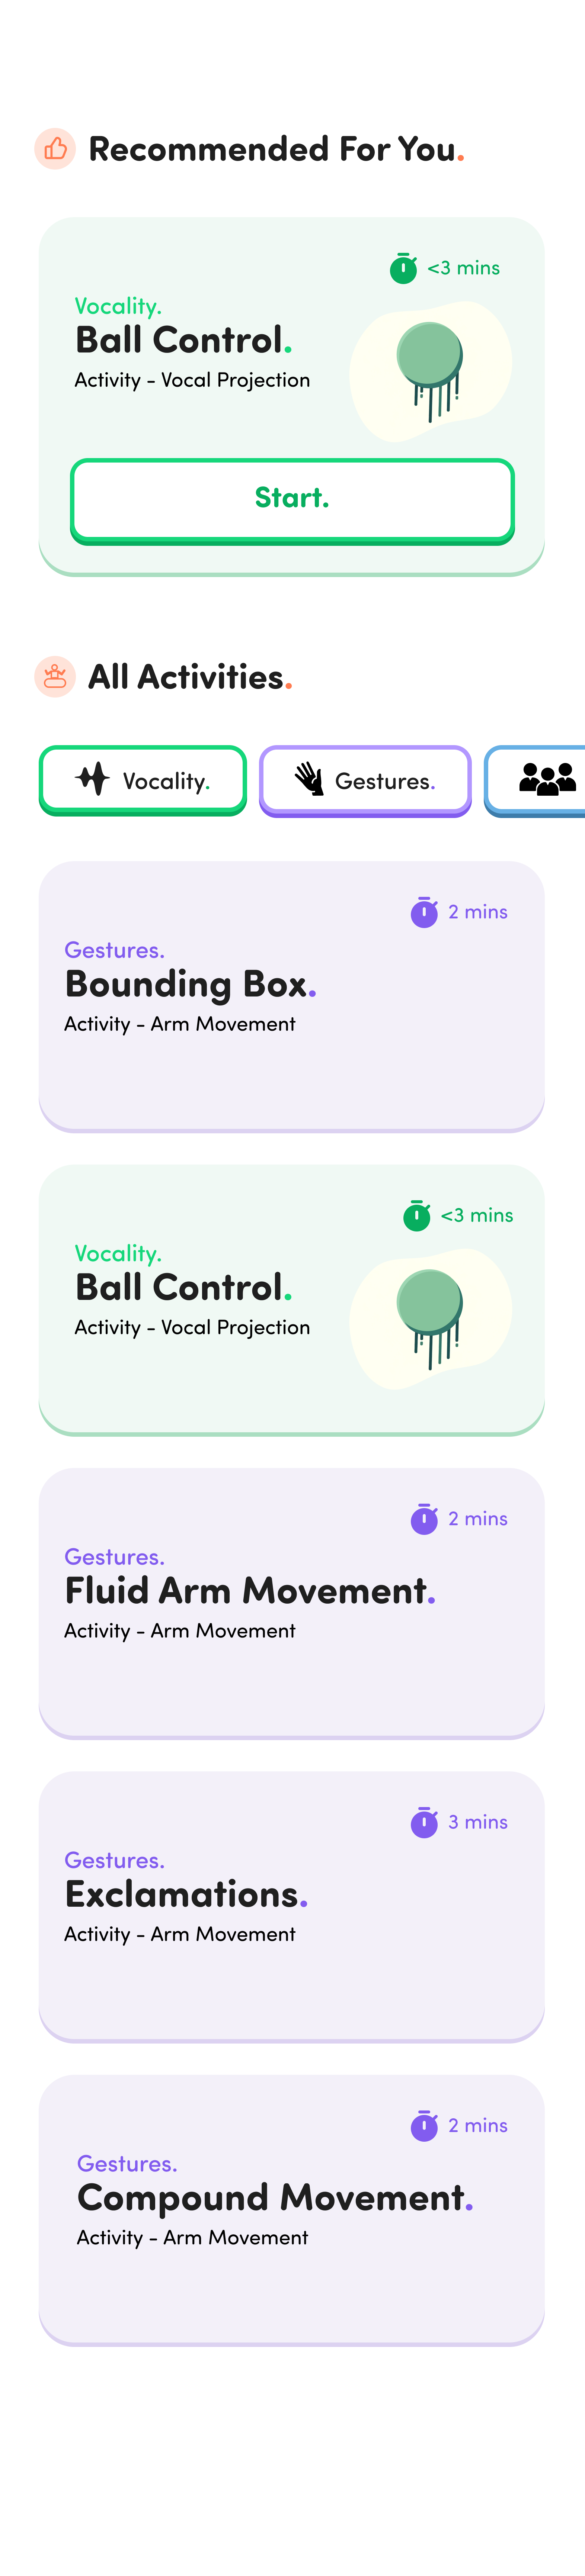 Recommended For You.
<3 mins
Vocality.
Ball Control.
Activity - Vocal Projection
Start.
All Activities.
Vocality.
Gestures.
2 mins
Gestures.
Bounding Box.
Activity - Arm Movement
<3 mins
Vocality.
Ball Control.
Activity - Vocal Projection
2 mins
Gestures.
Fluid Arm Movement.
Activity - Arm Movement
3 mins
Gestures.
Exclamations.
Activity - Arm Movement
2 mins
Gestures.
Compound Movement.
Activity - Arm Movement